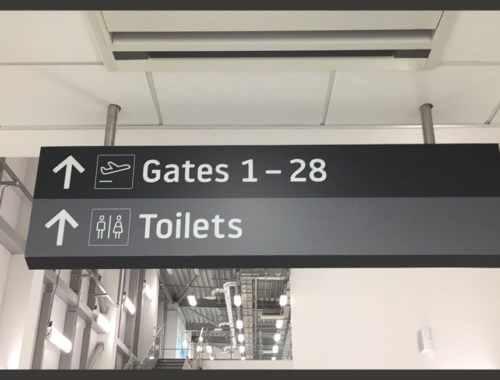 Gates 1 – 28
Toilets